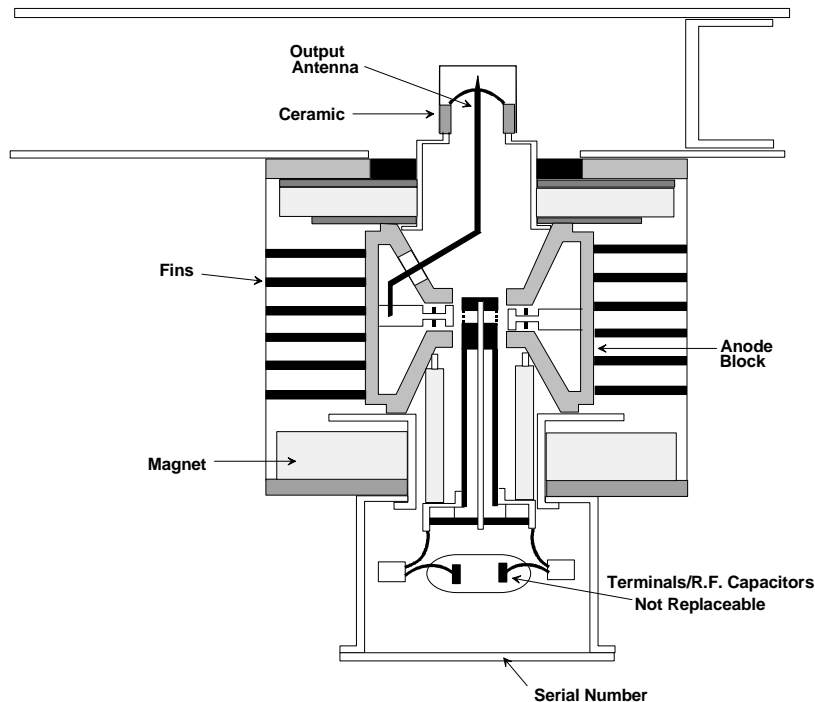 Output
Antenna
Ceramic
Fins
Anode
Block
Magnet
Terminals/R.F. Capacitors
Not Replaceable
Serial Number